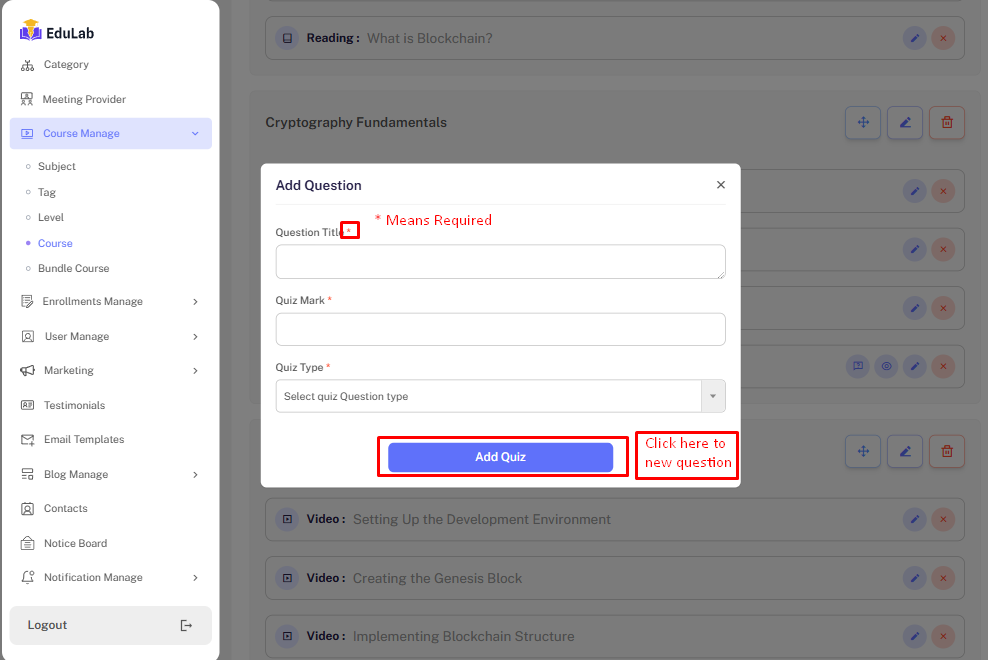 EduLab
Category
Meeting Provider
Course Manage
Subject
Tag
Level
Course
Bundle Course
Enrollments Manage
User Manage
Marketing
Testimonials
Email Templates
Blog Manage
Contacts
Notice Board
Notification Manage
Logout
Reading : What is Blockchain?
Cryptography Fundamentals
Add Question
* Means Required
Question Title *
Quiz Mark *
Quiz Type *
Select quiz Question type
Add Quiz
Click here to
new question
Video : Setting Up the Development Environment
Video : Creating the Genesis Block
Video : Implementing Blockchain Structure